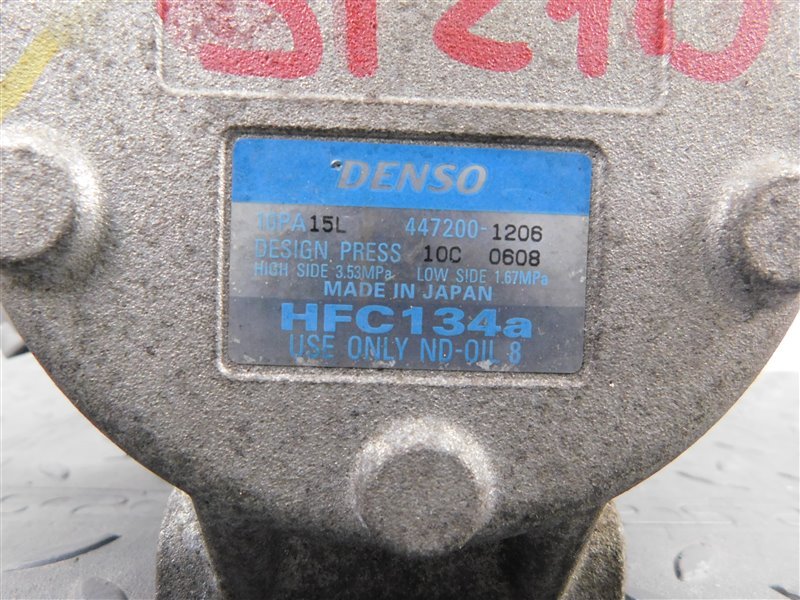 DENSO
10PA15L 447200-1206
DESIGN PRESS 10C 0608
HIGH SIDE 3.53MPa LOW SIDE 1.67MPa
MADE IN JAPAN
HFC134a
USE ONLY ND-OIL 8